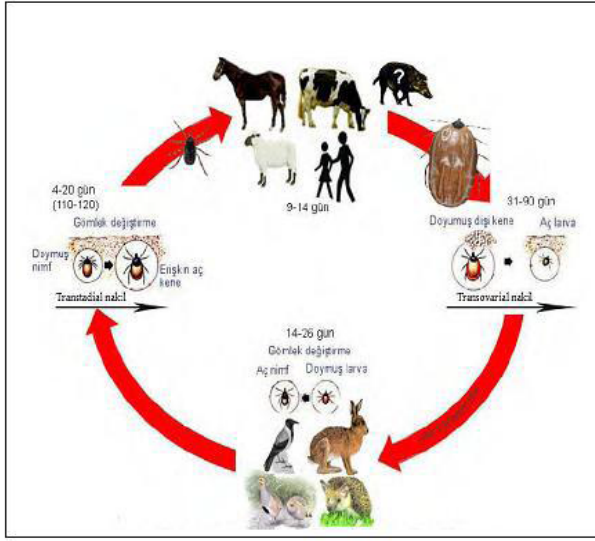 ?
9-14 gün
4-20 gün
(110-120)
Gömlek değiştirme
Doymuş
nimf
Erişkin aç
kene
Transtadial nakil
31-90 gün
Doyumuş dişi kene
Aç larva
Transovarial nakil
14-26 gün
Gömlek değiştirme
Aç nimf
Doymuş larva